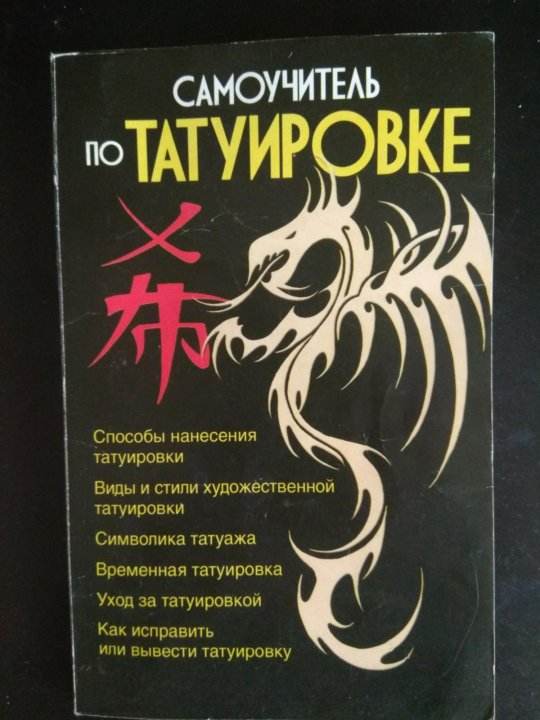 САМОУЧИТЕЛЬ
ПО ТАТУИРОВКЕ
希
Способы нанесения
татуировки
Виды и стили художественной
татуировки
Символика татуажа
Временная татуировка
Уход за татуировкой
Как исправить
или вывести татуировку